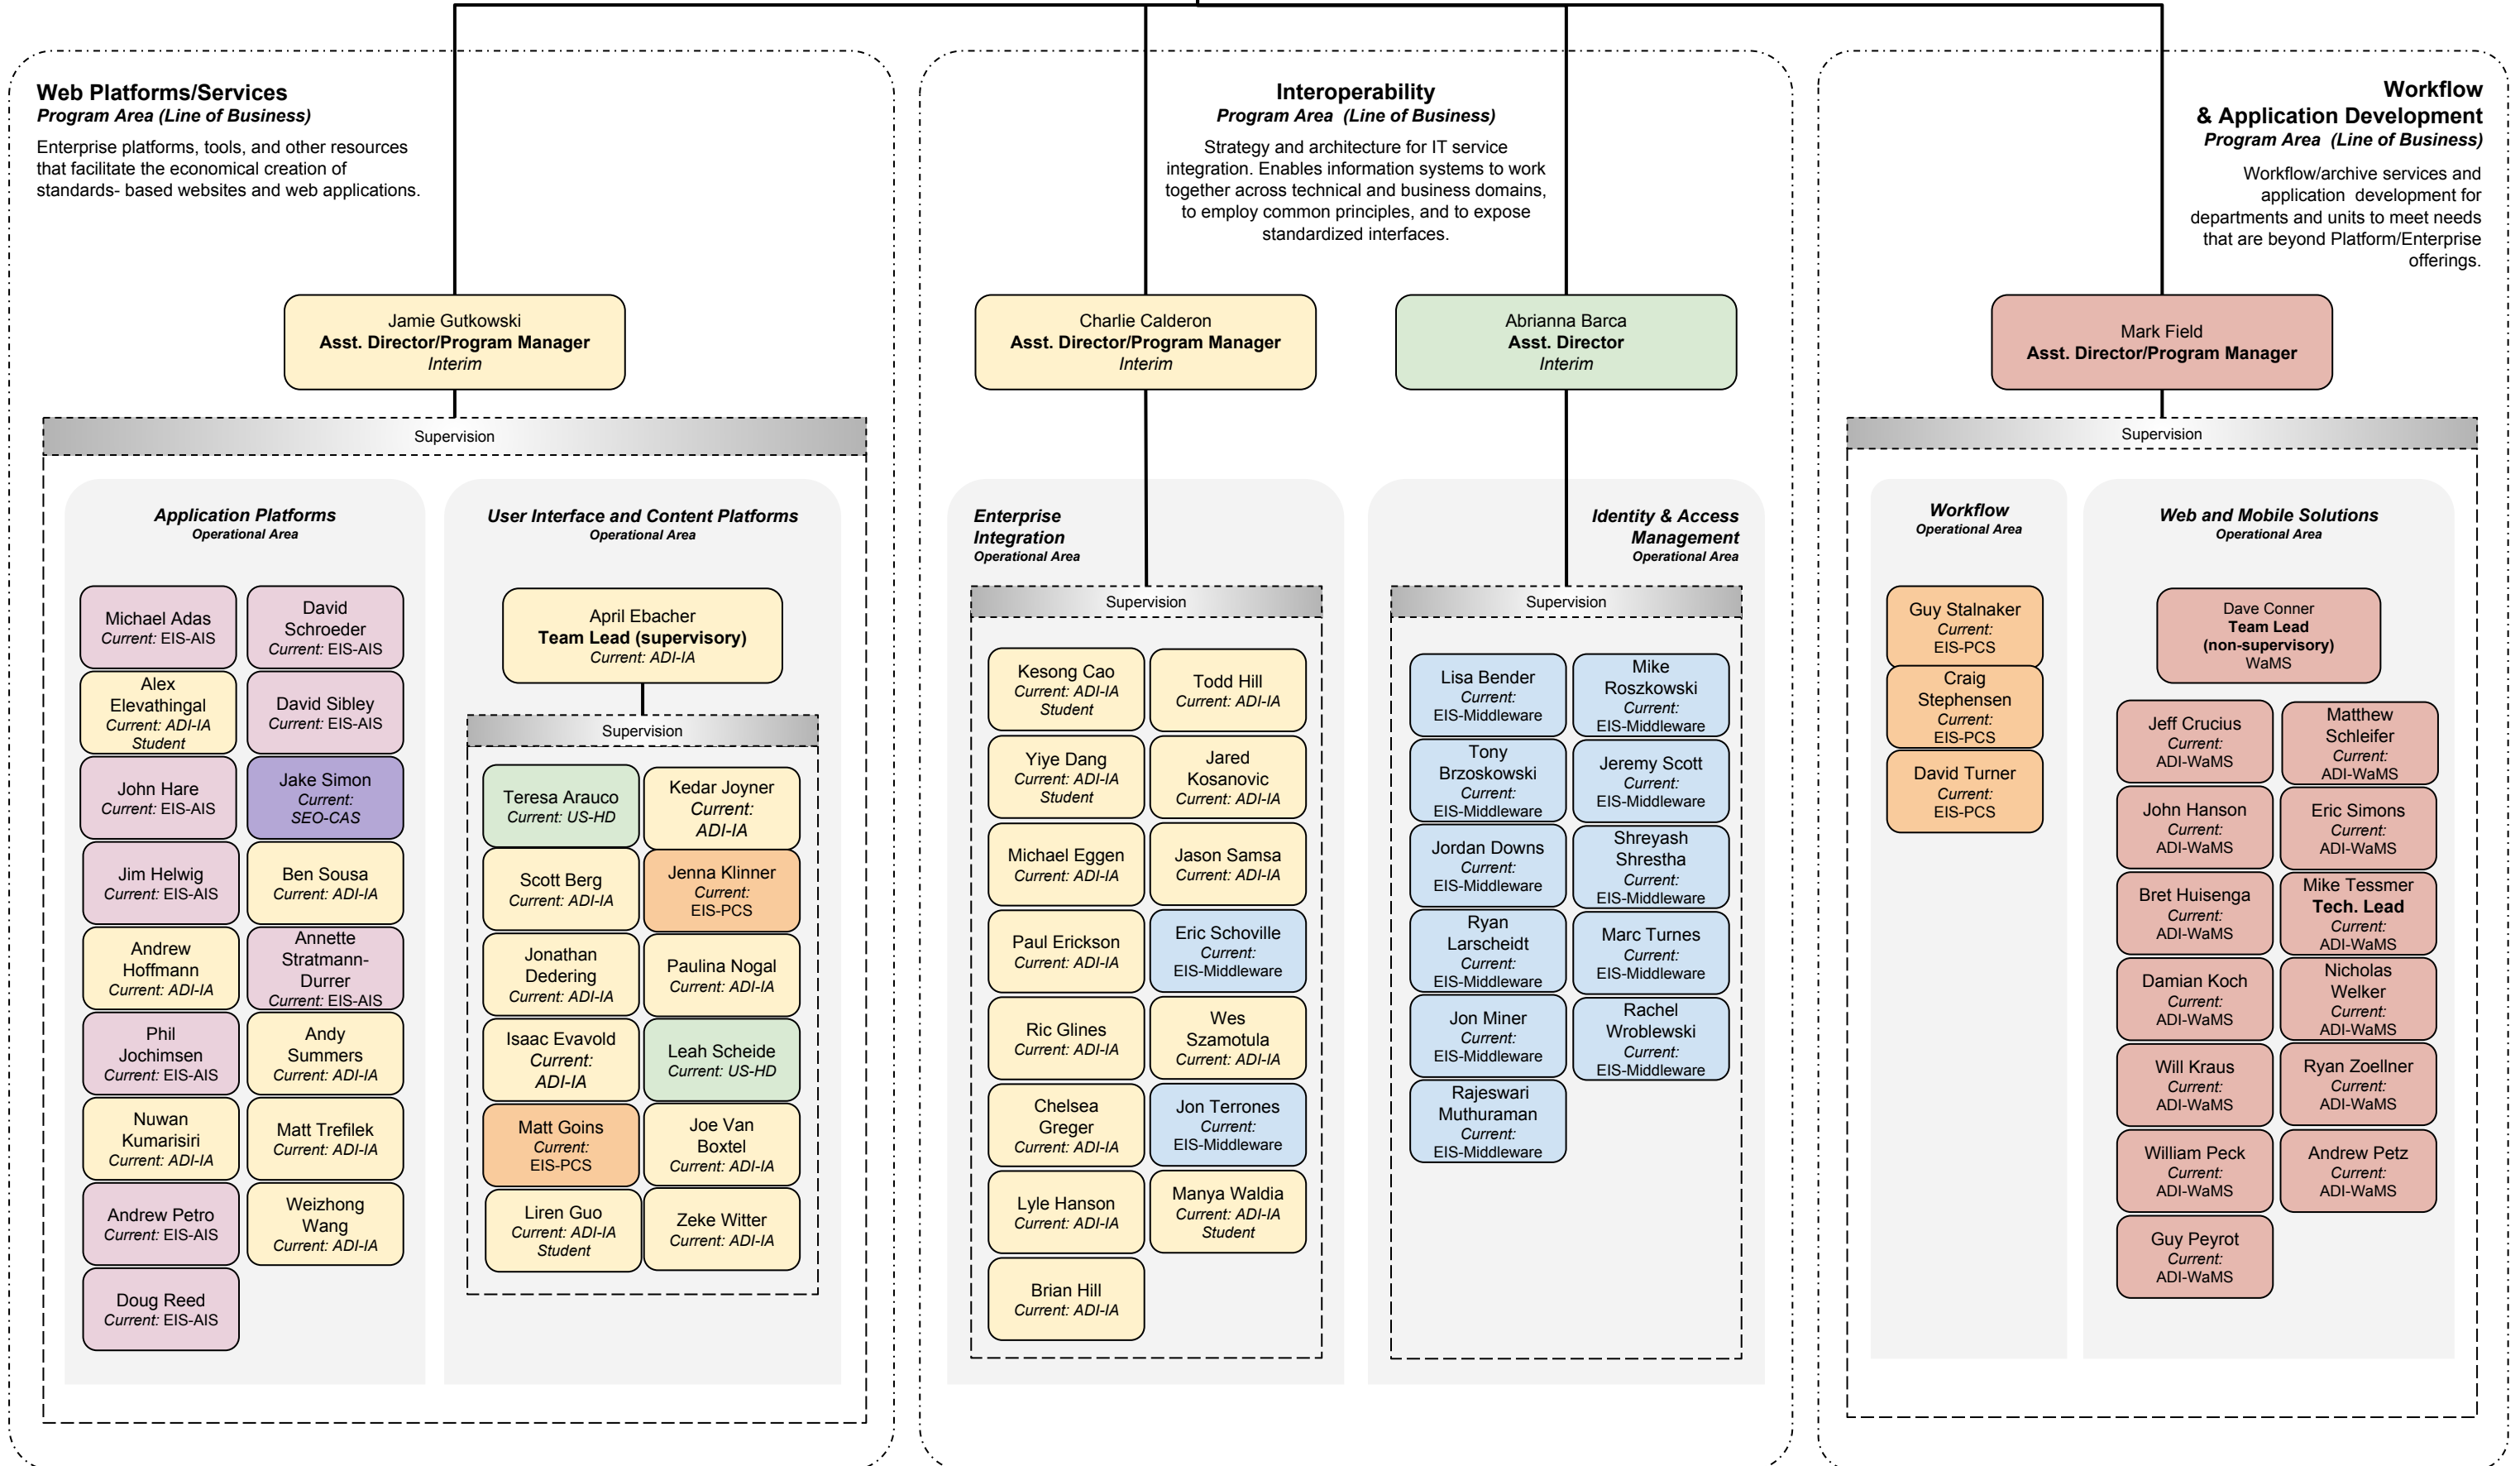 Web Platforms/Services
Program Area (Line of Business)
Enterprise platforms, tools, and other resources
that facilitate the economical creation of
standards- based websites and web applications.
Jamie Gutkowski
Asst. Director/Program Manager
Interim
Supervision
Application Platforms
Operational Area
Michael Adas
Current: EIS-AIS
Alex
Elevathingal
Current: ADI-IA
Student
John Hare
Current: EIS-AIS
Jim Helwig
Current: EIS-AIS
Andrew
Hoffmann
Current: ADI-IA
Phil
Jochimsen
Current: EIS-AIS
Nuwan
Kumarisiri
Current: ADI-IA
Andrew Petro
Current: EIS-AIS
Doug Reed
Current: EIS-AIS
David
Schroeder
Current: EIS-AIS
David Sibley
Current: EIS-AIS
Jake Simon
Current:
SEO-CAS
Ben Sousa
Current: ADI-IA
Annette
Stratmann-
Durrer
Current: EIS-AIS
Andy
Summers
Current: ADI-IA
Matt Trefilek
Current: ADI-IA
Weizhong
Wang
Current: ADI-IA
User Interface and Content Platforms
Operational Area
April Ebacher
Team Lead (supervisory)
Current: ADI-IA
Supervision
Teresa Arauco
Current: US-HD
Scott Berg
Current: ADI-IA
Jonathan
Dedering
Current: ADI-IA
Isaac Evavold
Current:
ADI-IA
Matt Goins
Current:
EIS-PCS
Liren Guo
Current: ADI-IA
Student
Kedar Joyner
Current:
ADI-IA
Jenna Klinner
Current:
EIS-PCS
Paulina Nogal
Current: ADI-IA
Leah Scheide
Current: US-HD
Joe Van
Boxtel
Current: ADI-IA
Zeke Witter
Current: ADI-IA
Interoperability
Program Area  (Line of Business)
Strategy and architecture for IT service
integration. Enables information systems to work
together across technical and business domains,
to employ common principles, and to expose
standardized interfaces.
Charlie Calderon
Asst. Director/Program Manager
Interim
Abrianna Barca
Asst. Director
Interim
Enterprise
Integration
Operational Area
Supervision
Kesong Cao
Current: ADI-IA
Student
Yiye Dang
Current: ADI-IA
Student
Michael Eggen
Current: ADI-IA
Paul Erickson
Current: ADI-IA
Ric Glines
Current: ADI-IA
Chelsea
Greger
Current: ADI-IA
Lyle Hanson
Current: ADI-IA
Brian Hill
Current: ADI-IA
Todd Hill
Current: ADI-IA
Jared
Kosanovic
Current: ADI-IA
Jason Samsa
Current: ADI-IA
Eric Schoville
Current:
EIS-Middleware
Wes
Szamotula
Current: ADI-IA
Jon Terrones
Current:
EIS-Middleware
Manya Waldia
Current: ADI-IA
Student
Identity & Access
Management
Operational Area
Supervision
Lisa Bender
Current:
EIS-Middleware
Tony
Brzoskowski
Current:
EIS-Middleware
Jordan Downs
Current:
EIS-Middleware
Ryan
Larscheidt
Current:
EIS-Middleware
Jon Miner
Current:
EIS-Middleware
Rajeswari
Muthuraman
Current:
EIS-Middleware
Mike
Roszkowski
Current:
EIS-Middleware
Jeremy Scott
Current:
EIS-Middleware
Shreyash
Shrestha
Current:
EIS-Middleware
Marc Turnes
Current:
EIS-Middleware
Rachel
Wroblewski
Current:
EIS-Middleware
Workflow
& Application Development
Program Area  (Line of Business)
Workflow/archive services and
application  development for
departments and units to meet needs
that are beyond Platform/Enterprise
offerings.
Mark Field
Asst. Director/Program Manager
Supervision
Workflow
Operational Area
Guy Stalnaker
Current:
EIS-PCS
Craig
Stephensen
Current:
EIS-PCS
David Turner
Current:
EIS-PCS
Web and Mobile Solutions
Operational Area
Dave Conner
Team Lead
(non-supervisory)
WaMS
Jeff Crucius
Current:
ADI-WaMS
John Hanson
Current:
ADI-WaMS
Bret Huisenga
Current:
ADI-WaMS
Damian Koch
Current:
ADI-WaMS
Will Kraus
Current:
ADI-WaMS
William Peck
Current:
ADI-WaMS
Guy Peyrot
Current:
ADI-WaMS
Matthew
Schleifer
Current:
ADI-WaMS
Eric Simons
Current:
ADI-WaMS
Mike Tessmer
Tech. Lead
Current:
ADI-WaMS
Nicholas
Welker
Current:
ADI-WaMS
Ryan Zoellner
Current:
ADI-WaMS
Andrew Petz
Current:
ADI-WaMS